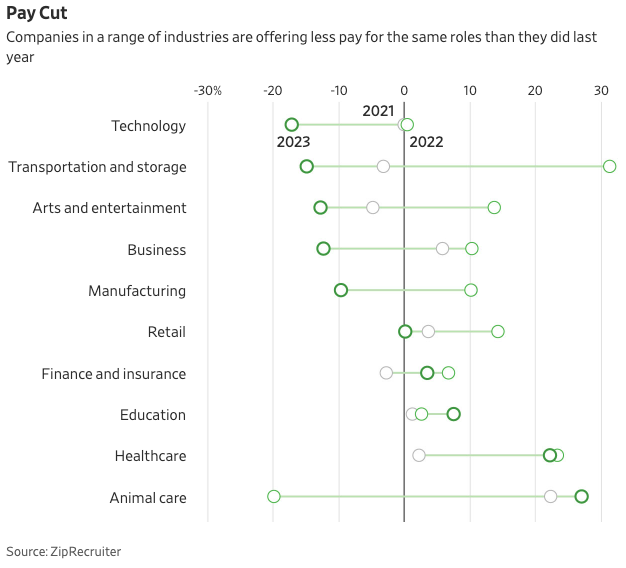 Pay Cut
Companies in a range of industries are offering less pay for the same roles than they did last
year
-30% -20 -10 0 10 20 30
2021
Technology
2023 2022
Transportation and storage
Arts and entertainment
Business
Manufacturing
Retail
Finance and insurance
Education
Healthcare
Animal care
Source: ZipRecruiter